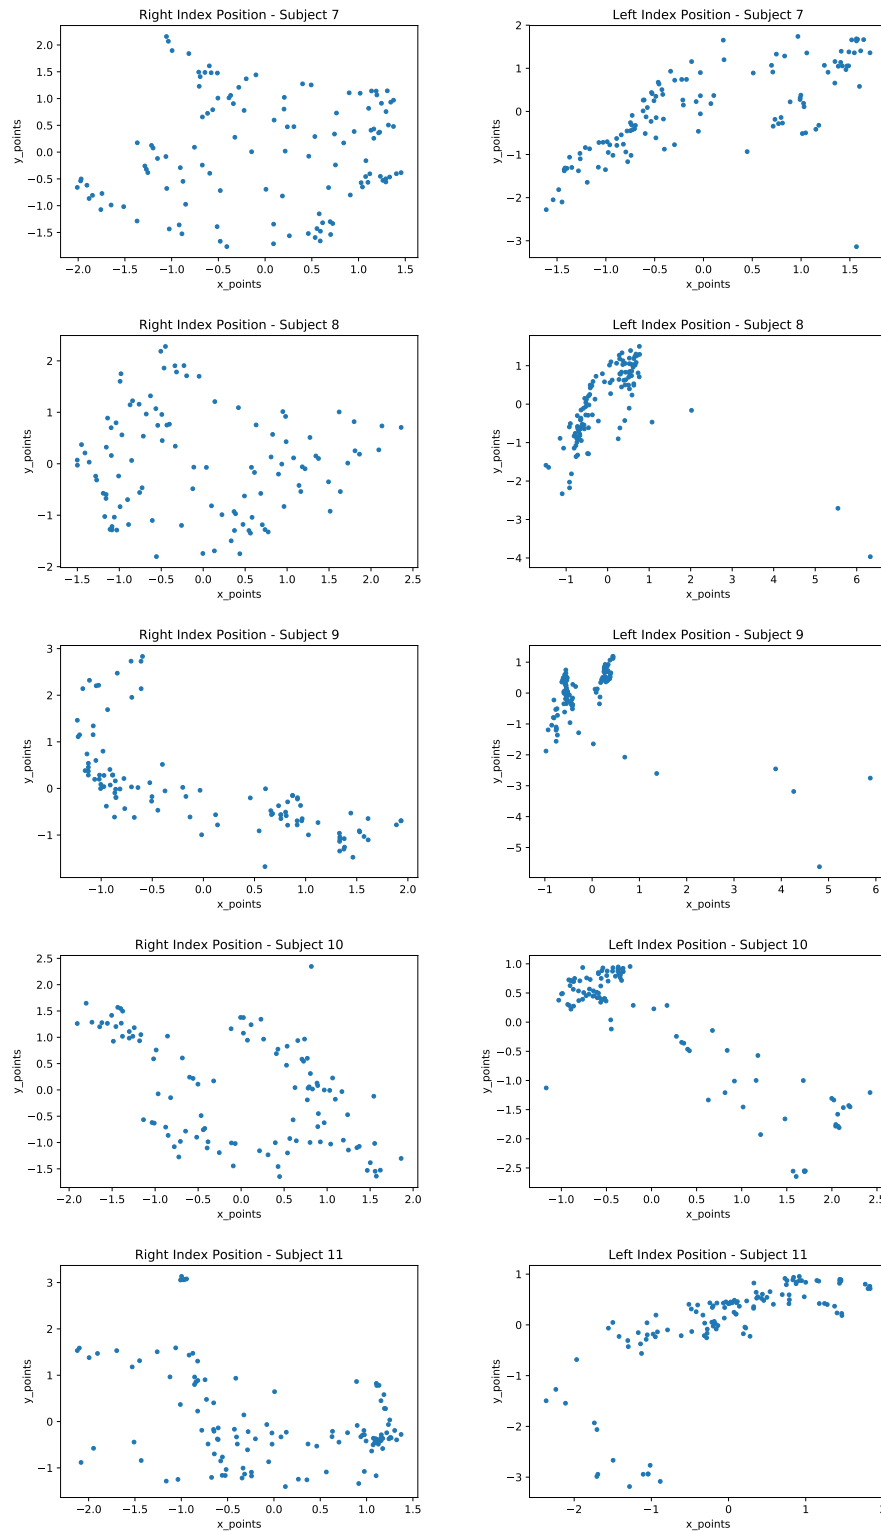 Right Index Position - Subject 7
y_points
2.0
1.5
1.0
0.5
0.0
−0.5
−1.0
−1.5
−2.0 −1.5 −1.0 −0.5 0.0 0.5 1.0 1.5
x_points
Left Index Position - Subject 7
y_points
2
1
0
−1
−2
−3
−1.5 −1.0 −0.5 0.0 0.5 1.0 1.5
x_points
Right Index Position - Subject 8
y_points
2
1
0
−1
−2
−1.5 −1.0 −0.5 0.0 0.5 1.0 1.5 2.0 2.5
x_points
Left Index Position - Subject 8
y_points
1
0
−1
−2
−3
−4
−1 0 1 2 3 4 5 6
x_points
Right Index Position - Subject 9
y_points
3
2
1
0
−1
−1.0 −0.5 0.0 0.5 1.0 1.5 2.0
x_points
Left Index Position - Subject 9
y_points
1
0
−1
−2
−3
−4
−5
−1 0 1 2 3 4 5 6
x_points
Right Index Position - Subject 10
y_points
2.5
2.0
1.5
1.0
0.5
0.0
−0.5
−1.0
−1.5
−2.0 −1.5 −1.0 −0.5 0.0 0.5 1.0 1.5 2.0
x_points
Left Index Position - Subject 10
y_points
1.0
0.5
0.0
−0.5
−1.0
−1.5
−2.0
−2.5
−1.0 −0.5 0.0 0.5 1.0 1.5 2.0 2.5
x_points
Right Index Position - Subject 11
y_points
3
2
1
0
−1
−2.0 −1.5 −1.0 −0.5 0.0 0.5 1.0 1.5
x_points
Left Index Position - Subject 11
y_points
1
0
−1
−2
−3
−2 −1 0 1
x_points